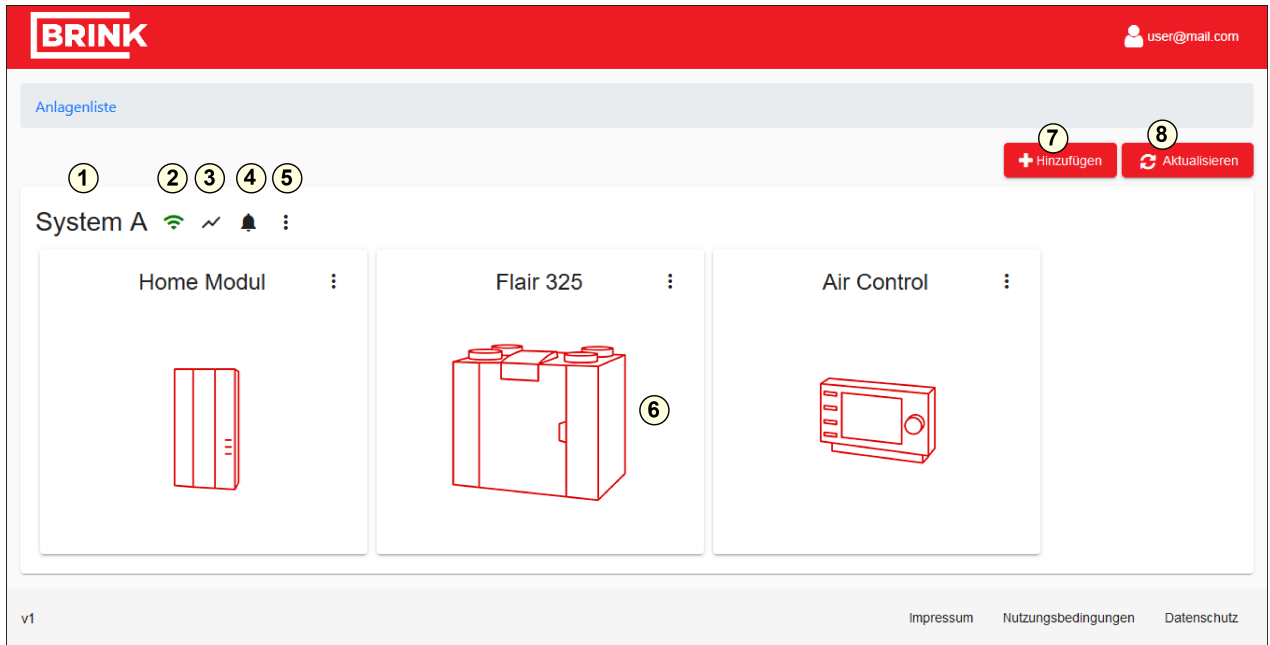 BRINK
user@mail.com
Anlagenliste
7 8
Hinzufügen Aktualisieren
1 2 3 4 5
System A
Home Modul Flair 325 Air Control
6
v1 Impressum Nutzungsbedingungen Datenschutz